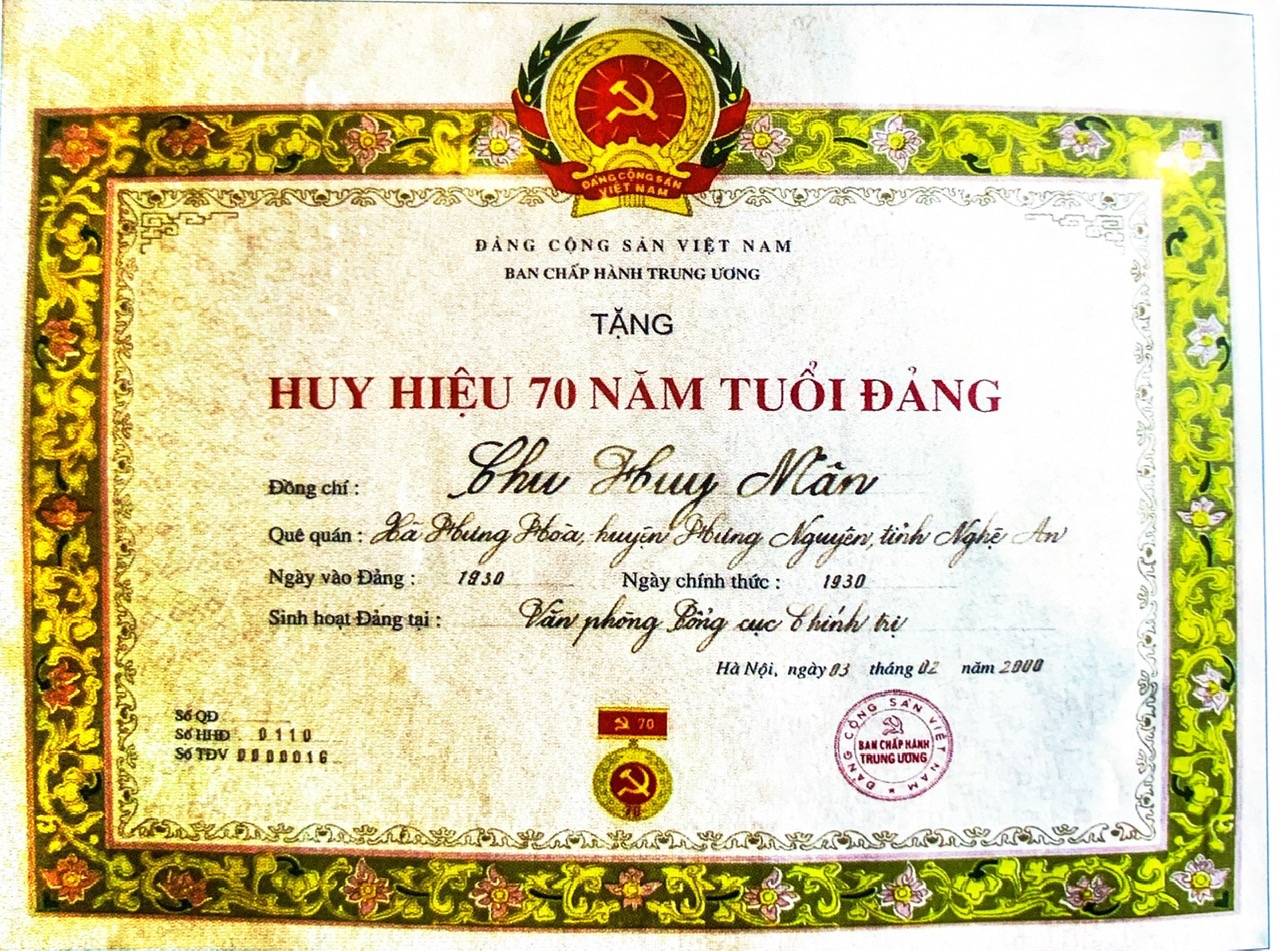 ĐẢNG CỘNG SẢN
VIỆT NAM
ĐẢNG CỘNG SẢN VIỆT NAM
BAN CHẤP HÀNH TRUNG ƯƠNG
TẶNG
HUY HIỆU 70 NĂM TUỔI ĐẢNG
Đồng chí : Chu Huy Mân
Quê quán : Xã Hưng Hoà, huyện Hưng Nguyên, tỉnh Nghệ An
Ngày vào Đảng : 1930 Ngày chính thức : 1930
Sinh hoạt Đảng tại : Văn phòng Tổng cục Chính trị
Hà Nội, ngày 03 tháng 02 năm 2000
Số QĐ
Số HHĐ 0110
Số TĐV 0000016
70
70
ĐẢNG CỘNG SẢN VIỆT NAM
BAN CHẤP HÀNH
TRUNG ƯƠNG